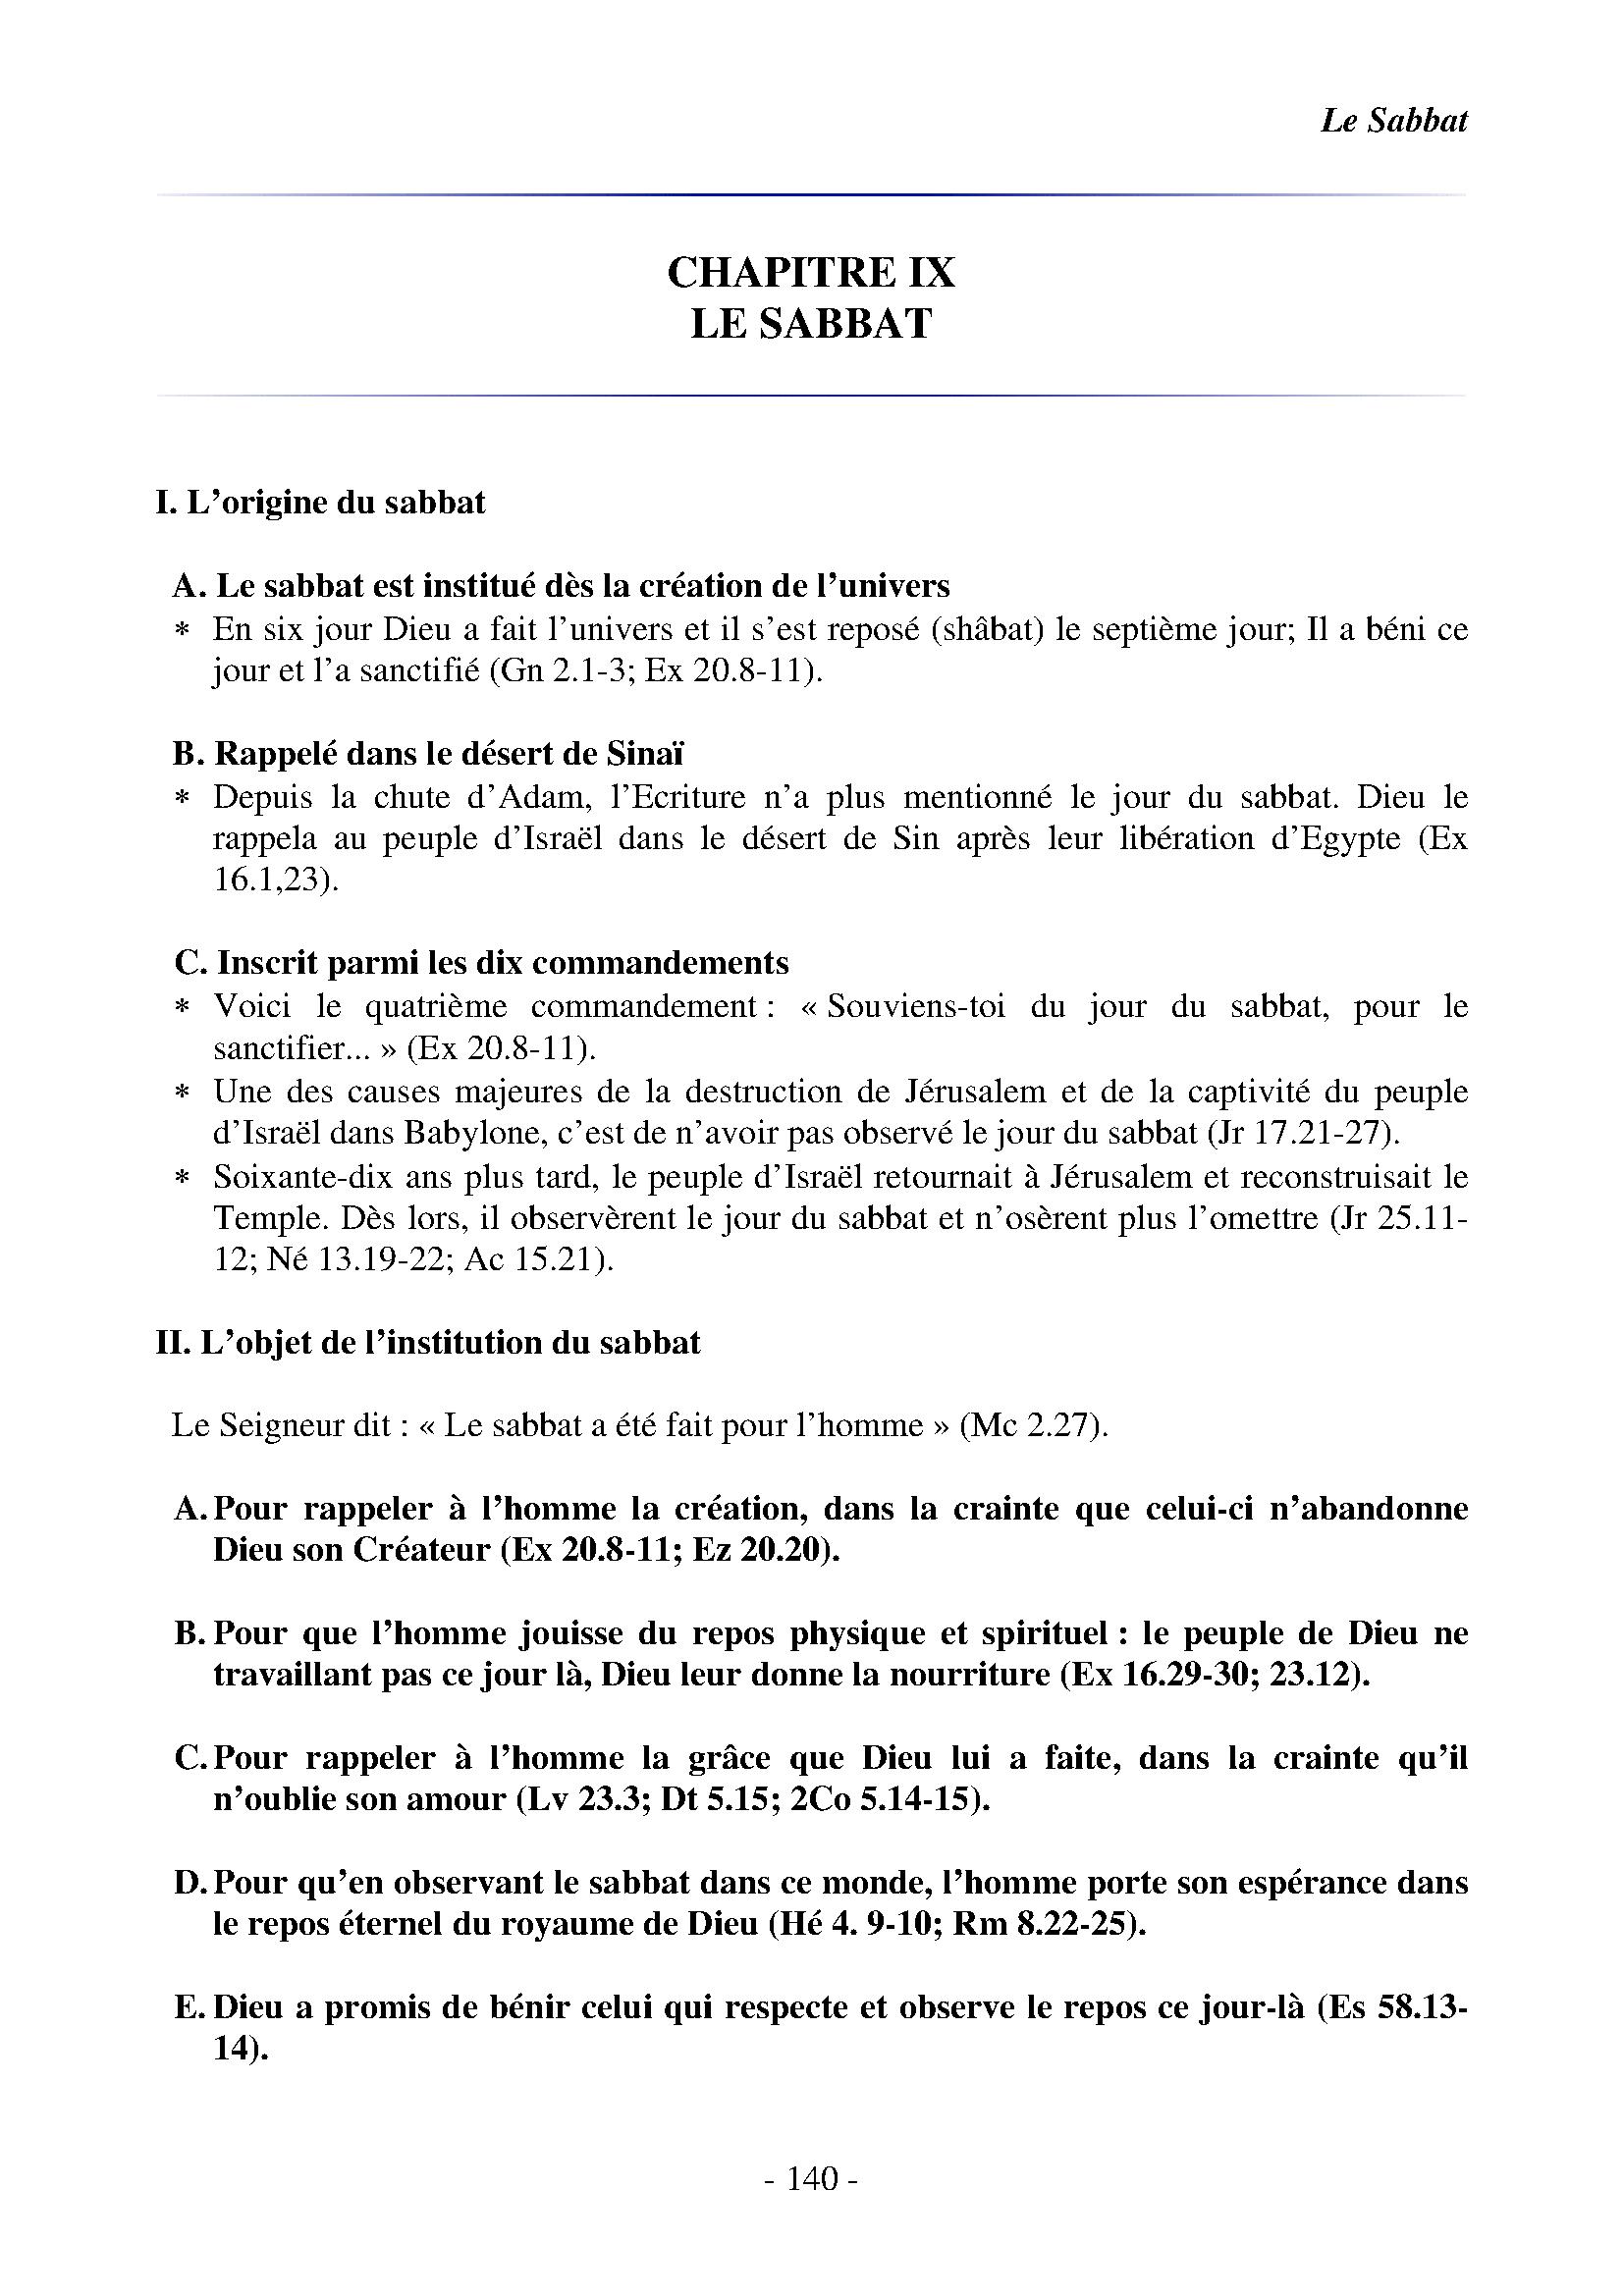 Le Sabbat
CHAPITRE IX
LE SABBAT
I. L’origine du sabbat
A. Le sabbat est institué dès la création de l’univers
* En six jour Dieu a fait l’univers et il s’est reposé (shâbat) le septième jour; Il a béni ce
jour et l’a sanctifié (Gn 2.1-3; Ex 20.8-11).
B. Rappelé dans le désert de Sinaï
* Depuis la chute d’Adam, l’Ecriture n’a plus mentionné le jour du sabbat. Dieu le
rappela au peuple d’Israël dans le désert de Sin après leur libération d’Egypte (Ex
16.1,23).
C. Inscrit parmi les dix commandements
* Voici le quatrième commandement : « Souviens-toi du jour du sabbat, pour le
sanctifier... » (Ex 20.8-11).
* Une des causes majeures de la destruction de Jérusalem et de la captivité du peuple
d’Israël dans Babylone, c’est de n’avoir pas observé le jour du sabbat (Jr 17.21-27).
* Soixante-dix ans plus tard, le peuple d’Israël retournait à Jérusalem et reconstruisait le
Temple. Dès lors, il observèrent le jour du sabbat et n’osèrent plus l’omettre (Jr 25.11-
12; Né 13.19-22; Ac 15.21).
II. L’objet de l’institution du sabbat
Le Seigneur dit : « Le sabbat a été fait pour l’homme » (Mc 2.27).
A. Pour rappeler à l’homme la création, dans la crainte que celui-ci n’abandonne
Dieu son Créateur (Ex 20.8-11; Ez 20.20).
B. Pour que l’homme jouisse du repos physique et spirituel : le peuple de Dieu ne
travaillant pas ce jour là, Dieu leur donne la nourriture (Ex 16.29-30; 23.12).
C. Pour rappeler à l’homme la grâce que Dieu lui a faite, dans la crainte qu’il
n’oublie son amour (Lv 23.3; Dt 5.15; 2Co 5.14-15).
D. Pour qu’en observant le sabbat dans ce monde, l’homme porte son espérance dans
le repos éternel du royaume de Dieu (Hé 4. 9-10; Rm 8.22-25).
E. Dieu a promis de bénir celui qui respecte et observe le repos ce jour-là (Es 58.13-
14).
- 140 -